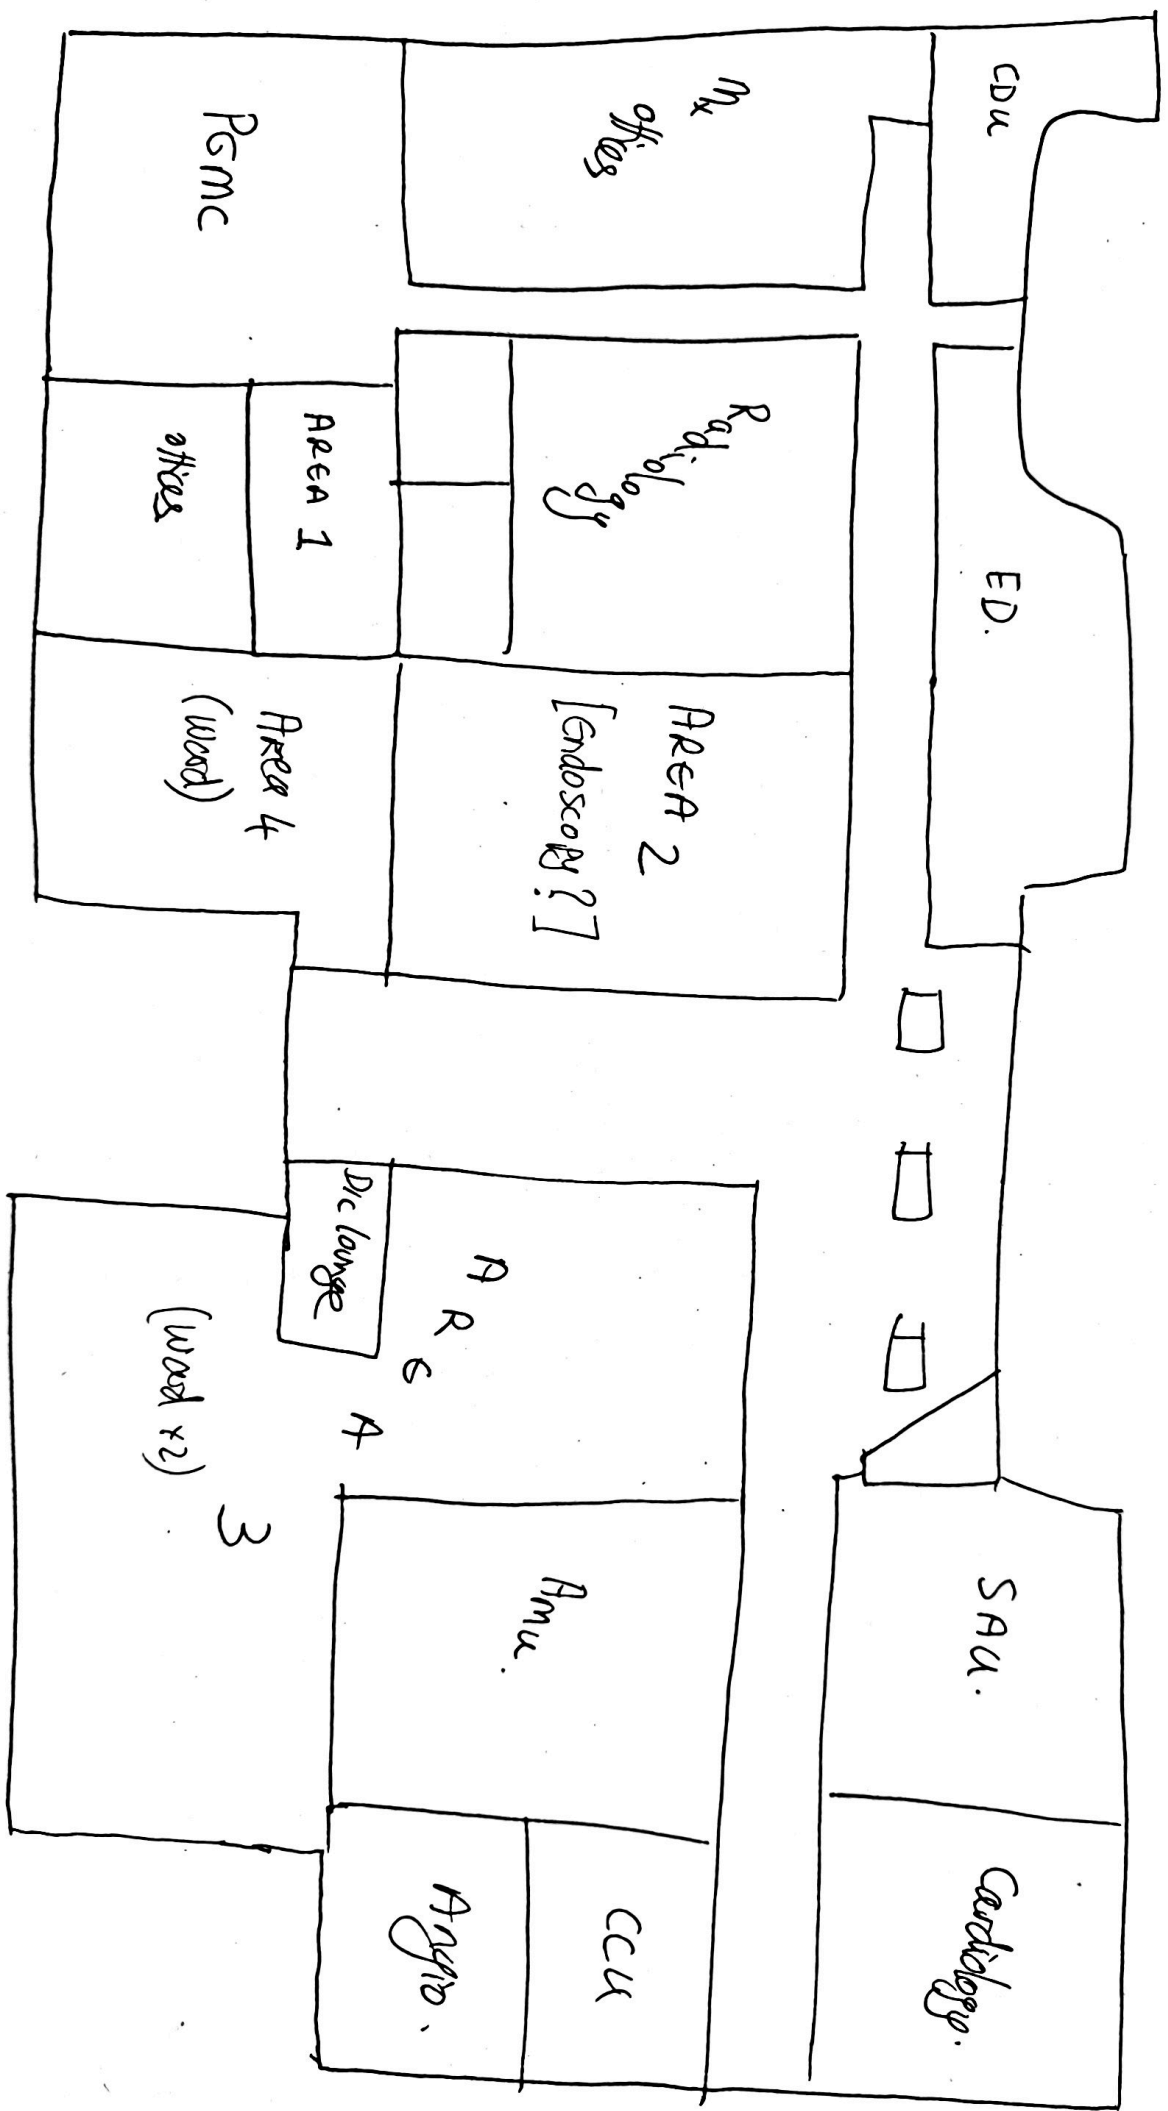 CDU
Mx
offices
PGMC
ED.
Radiology
AREA 1
offices
AREA 2
[Endoscopy?]
Area 4
(ward)
D/c lounge
AREA
3
(ward x2)
SAU.
Amu.
Cardiology.
CCU
Angio.